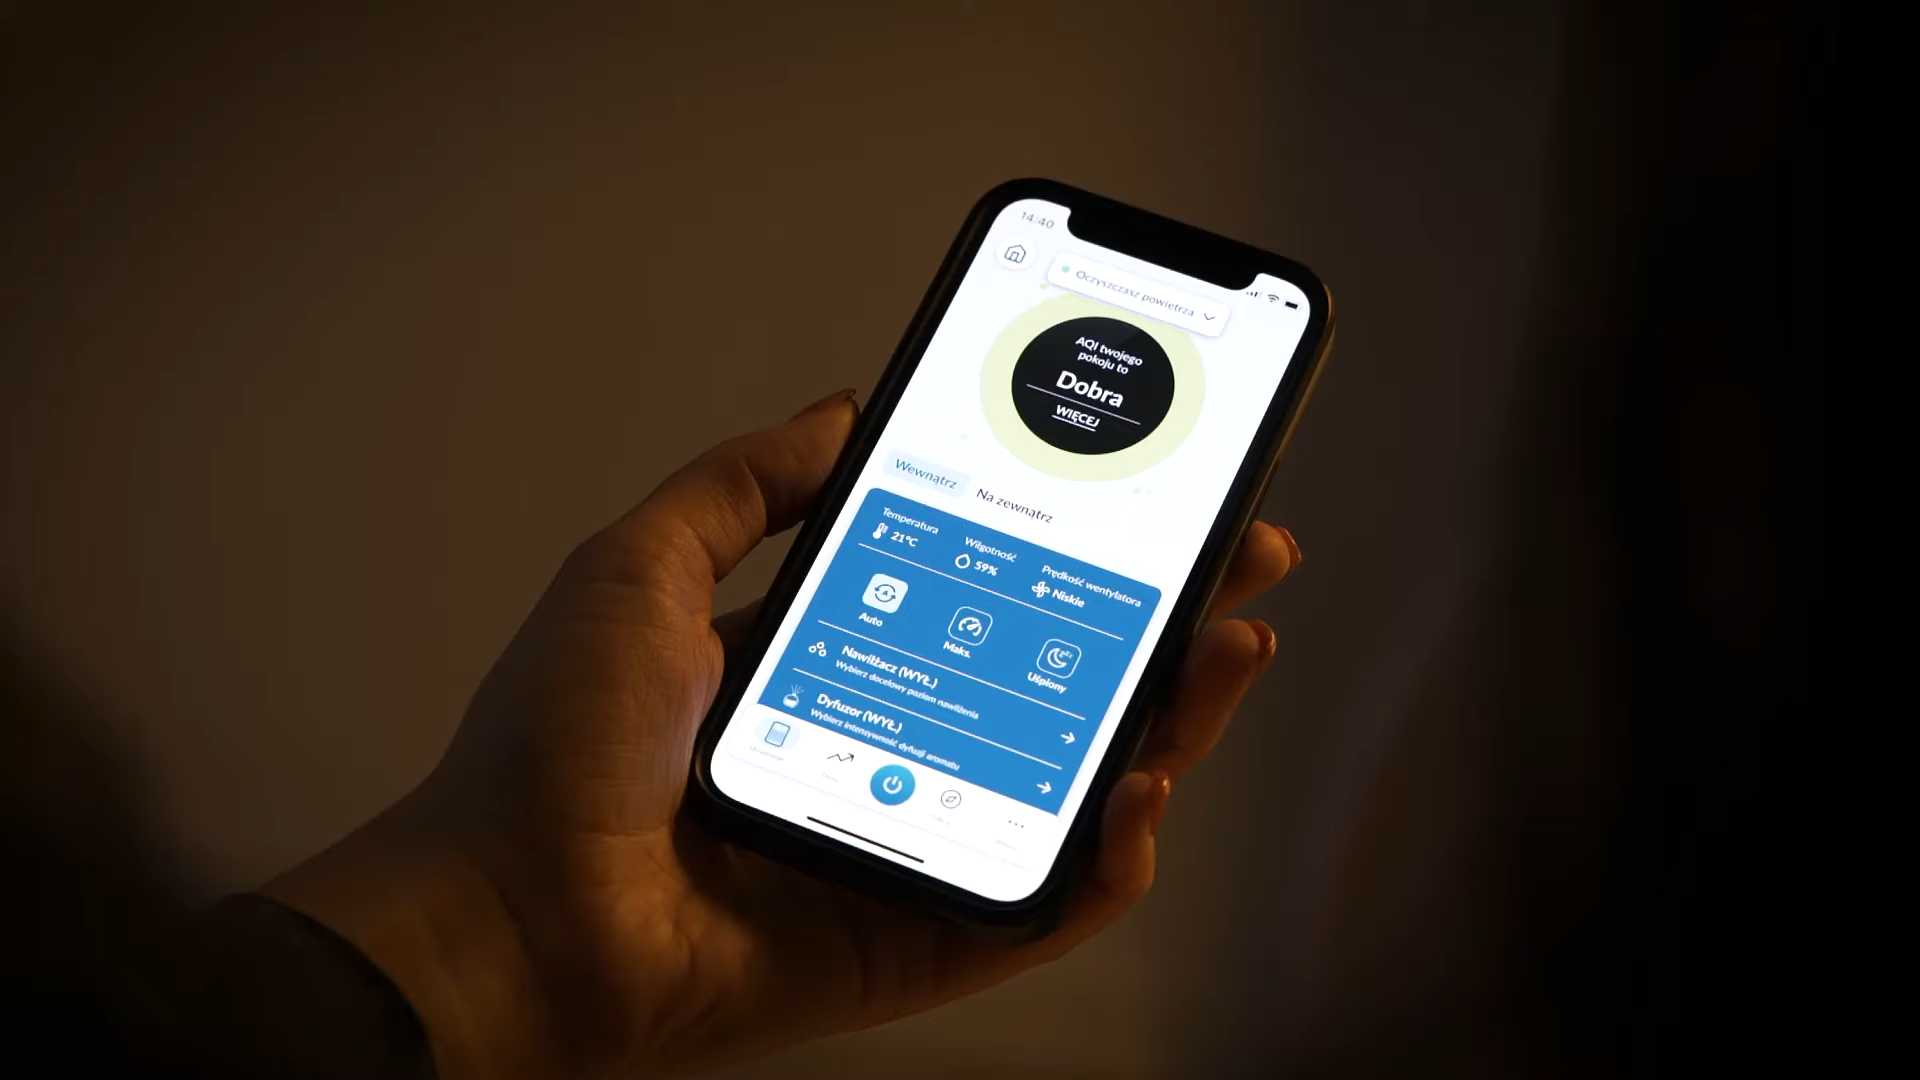 14:40
Oczyszczasz powietrza
AQI twojego
pokoju to
Dobra
WIĘCEJ
Wewnątrz
Na zewnątrz
Temperatura
21°C
Wilgotność
59%
Prędkość wentylatora
Niskie
Auto
Maks.
Uśpiony
Nawilżacz (WYŁ.)
Wybierz docelowy poziom nawilżenia
Dyfuzor (WYŁ.)
Wybierz intensywność dyfuzji aromatu